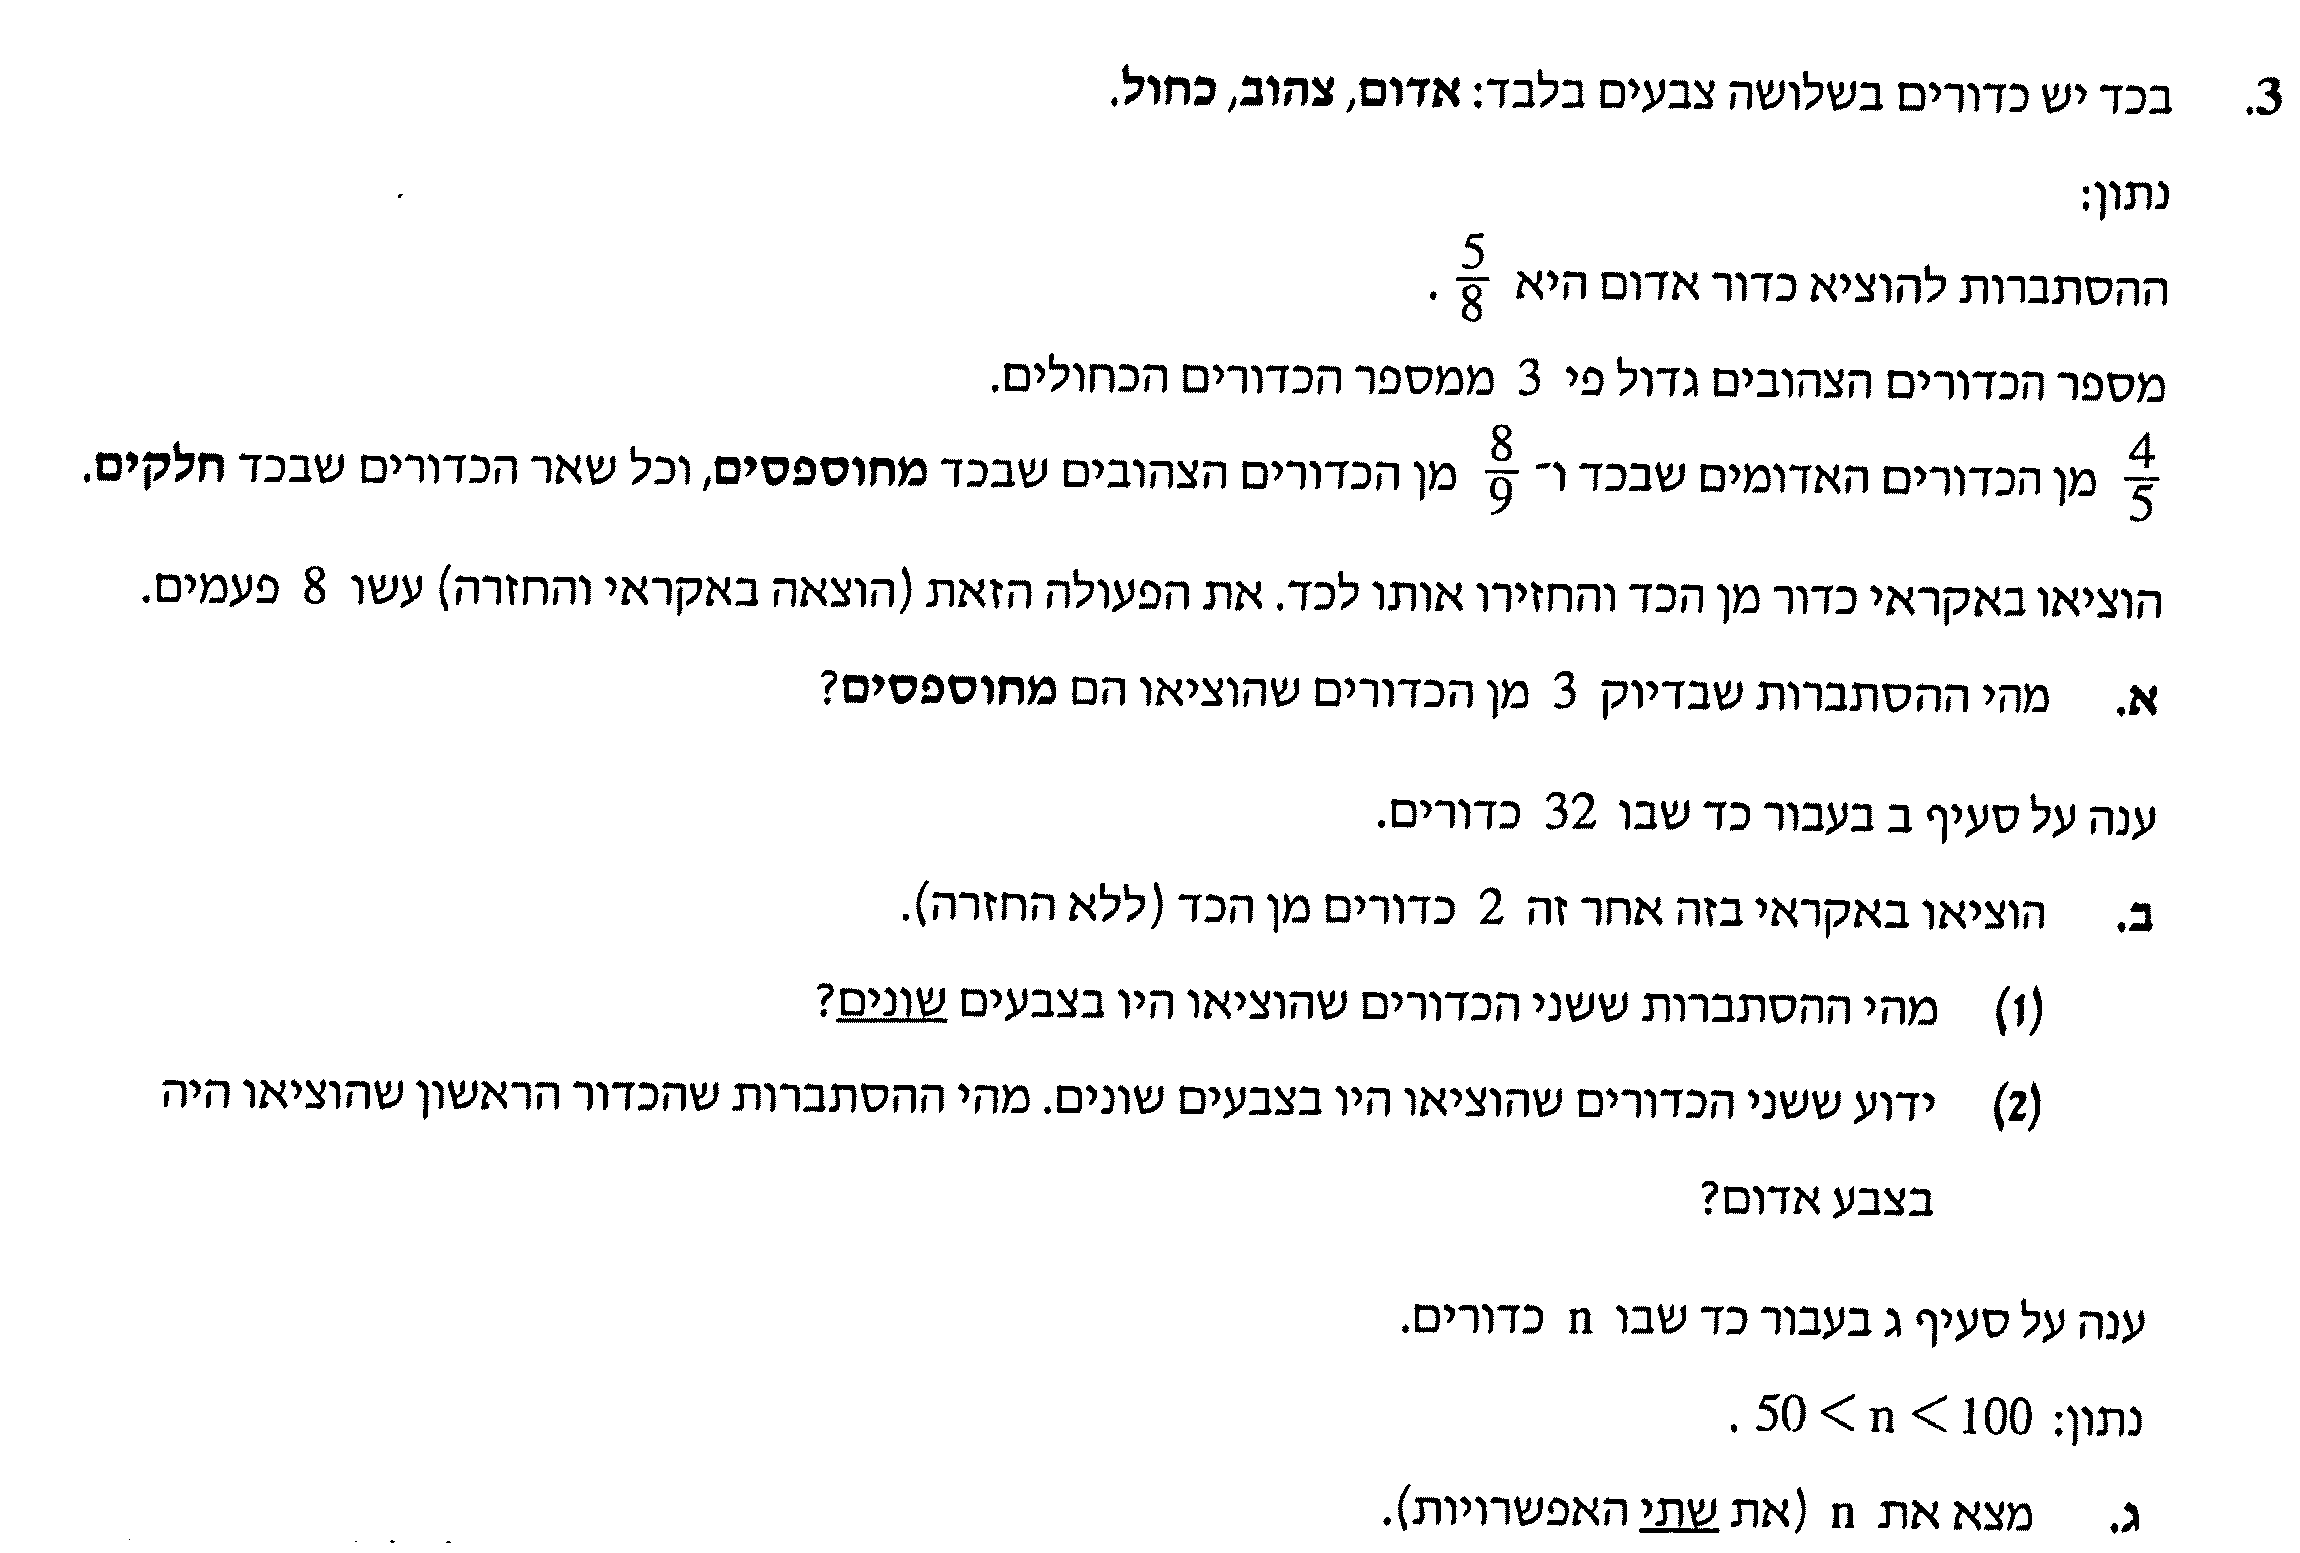 3. בכד יש כדורים בשלושה צבעים בלבד: אדום, צהוב, כחול.
נתון:
ההסתברות להוציא כדור אדום היא 5/8 .
מספר הכדורים הצהובים גדול פי 3 ממספר הכדורים הכחולים.
4/5 מן הכדורים האדומים שבכד ו־ 8/9 מן הכדורים הצהובים שבכד מחוספסים, וכל שאר הכדורים שבכד חלקים.
הוציאו באקראי כדור מן הכד והחזירו אותו לכד. את הפעולה הזאת (הוצאה באקראי והחזרה) עשו 8 פעמים.
א. מהי ההסתברות שבדיוק 3 מן הכדורים שהוציאו הם מחוספסים?
ענה על סעיף ב בעבור כד שבו 32 כדורים.
ב. הוציאו באקראי בזה אחר זה 2 כדורים מן הכד (ללא החזרה).
(1) מהי ההסתברות ששני הכדורים שהוציאו היו בצבעים שונים?
(2) ידוע ששני הכדורים שהוציאו היו בצבעים שונים. מהי ההסתברות שהכדור הראשון שהוציאו היה
בצבע אדום?
ענה על סעיף ג בעבור כד שבו n כדורים.
נתון: 50 < n < 100 .
ג. מצא את n (את שתי האפשרויות).